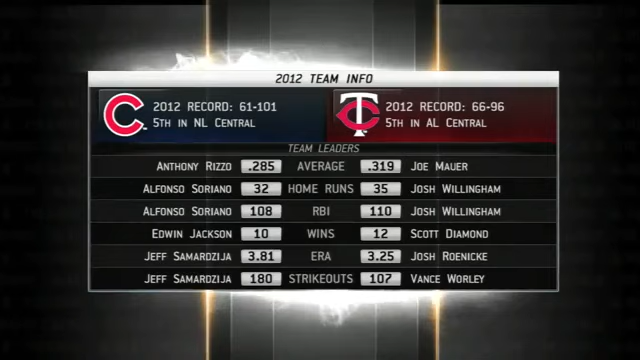 2012 TEAM INFO
C 2012 RECORD: 61-101 TC 2012 RECORD: 66-96
5TH IN NL CENTRAL 5TH IN AL CENTRAL
TEAM LEADERS
ANTHONY RIZZO .285 AVERAGE .319 JOE MAUER
ALFONSO SORIANO 32 HOME RUNS 35 JOSH WILLINGHAM
ALFONSO SORIANO 108 RBI 110 JOSH WILLINGHAM
EDWIN JACKSON 10 WINS 12 SCOTT DIAMOND
JEFF SAMARDZIJA 3.81 ERA 3.25 JOSH ROENICKE
JEFF SAMARDZIJA 180 STRIKEOUTS 107 VANCE WORLEY